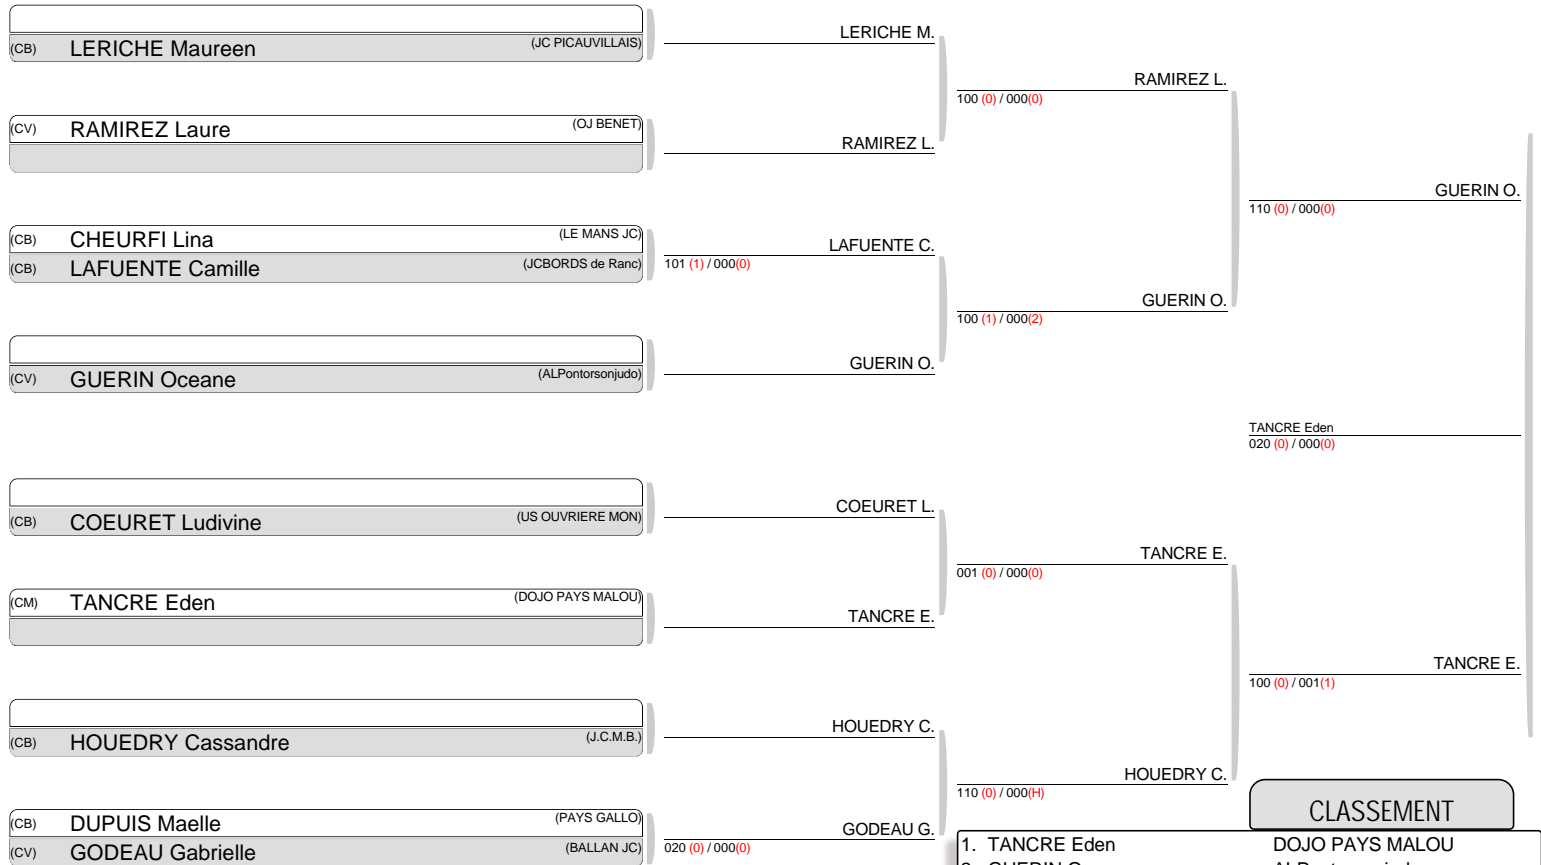 (CB) LERICHE Maureen (JC PICAUVILLAIS)
LERICHE M.
RAMIREZ L.
100 (0) / 000(0)
(CV) RAMIREZ Laure (OJ BENET)
RAMIREZ L.
GUERIN O.
110 (0) / 000(0)
(CB) CHEURFI Lina (LE MANS JC)
(CB) LAFUENTE Camille (JCBORDS de Ranc)
LAFUENTE C.
101 (1) / 000(0)
GUERIN O.
100 (1) / 000(2)
(CV) GUERIN Oceane (ALPontorsonjudo)
GUERIN O.
TANCRE Eden
020 (0) / 000(0)
(CB) COEURET Ludivine (US OUVRIERE MON)
COEURET L.
TANCRE E.
001 (0) / 000(0)
(CM) TANCRE Eden (DOJO PAYS MALOU)
TANCRE E.
TANCRE E.
100 (0) / 001(1)
(CB) HOUEDRY Cassandre (J.C.M.B.)
HOUEDRY C.
HOUEDRY C.
110 (0) / 000(H)
(CB) DUPUIS Maelle (PAYS GALLO)
(CV) GODEAU Gabrielle (BALLAN JC)
GODEAU G.
020 (0) / 000(0)
CLASSEMENT
1. TANCRE Eden DOJO PAYS MALOU